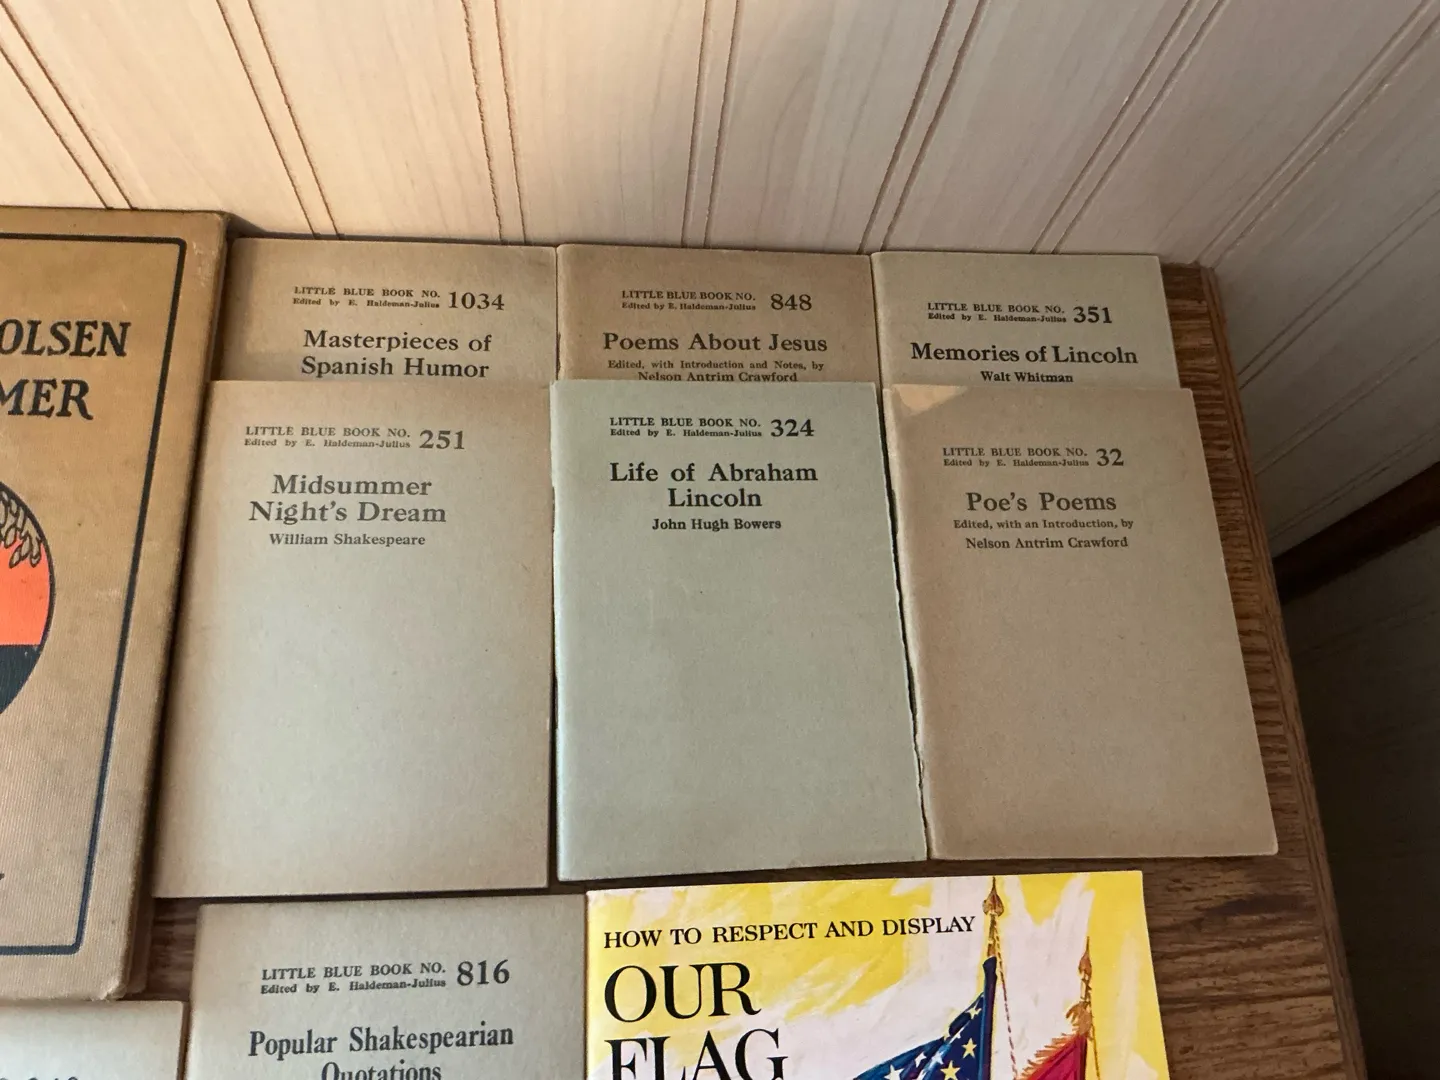 OLSEN
MER
LITTLE BLUE BOOK NO. 1034
Edited by E. Haldeman-Julius
Masterpieces of
Spanish Humor
LITTLE BLUE BOOK NO. 848
Edited by E. Haldeman-Julius
Poems About Jesus
Edited, with Introduction and Notes, by
Nelson Antrim Crawford
LITTLE BLUE BOOK NO. 351
Edited by E. Haldeman-Julius
Memories of Lincoln
Walt Whitman
LITTLE BLUE BOOK NO. 251
Edited by E. Haldeman-Julius
Midsummer
Night's Dream
William Shakespeare
LITTLE BLUE BOOK NO. 324
Edited by E. Haldeman-Julius
Life of Abraham
Lincoln
John Hugh Bowers
LITTLE BLUE BOOK NO. 32
Edited by E. Haldeman-Julius
Poe's Poems
Edited, with an Introduction, by
Nelson Antrim Crawford
LITTLE BLUE BOOK NO. 816
Edited by E. Haldeman-Julius
Popular Shakespearian
Quotations
HOW TO RESPECT AND DISPLAY
OUR
FLAG